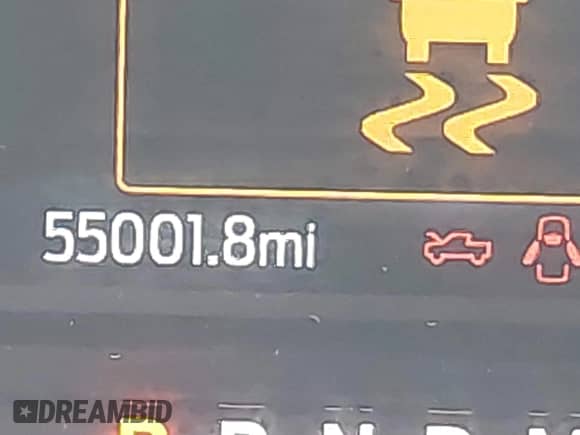 55001.8mi
P R N D M
DREAMBID